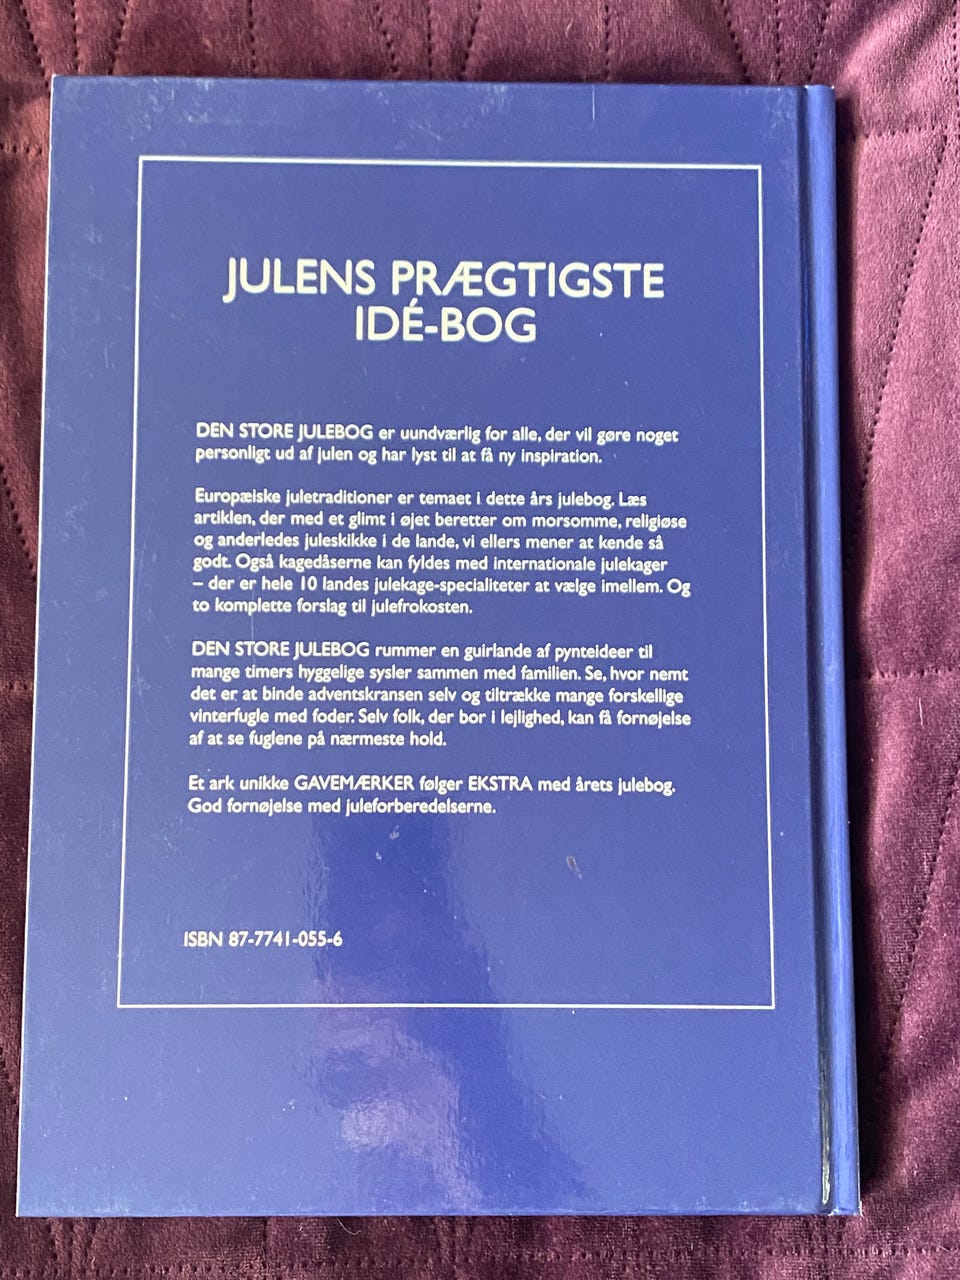 JULENS PRÆGTIGSTE
IDÉ-BOG
DEN STORE JULEBOG er uundværlig for alle, der vil gøre noget
personligt ud af julen og har lyst til at få ny inspiration.
Europæiske juletraditioner er temaet i dette års julebog. Læs
artiklen, der med et glimt i øjet beretter om morsomme, religiøse
og anderledes juleskikke i de lande, vi ellers mener at kende så
godt. Også kagedåserne kan fyldes med internationale julekager
– der er hele 10 landes julekage-specialiteter at vælge imellem. Og
to komplette forslag til julefrokosten.
DEN STORE JULEBOG rummer en guirlande af pynteideer til
mange timers hyggelige sysler sammen med familien. Se, hvor nemt
det er at binde adventskransen selv og tiltrække mange forskellige
vinterfugle med foder. Selv folk, der bor i lejlighed, kan få fornøjelse
af at se fuglene på nærmeste hold.
Et ark unikke GAVEMÆRKER følger EKSTRA med årets julebog.
God fornøjelse med juleforberedelserne.
ISBN 87-7741-055-6